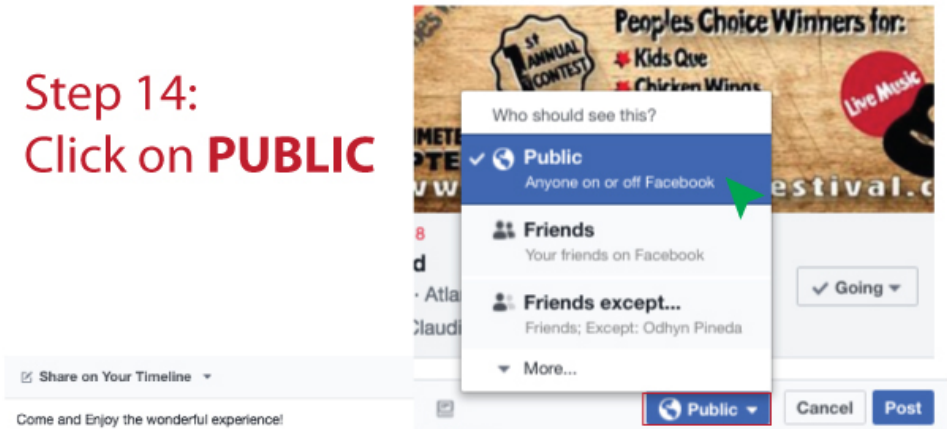 Step 14:
Click on PUBLIC
Peoples Choice Winners for:
1st
ANNUAL
CONTEST
Kids Que
Chicken Wings
Live Music
Who should see this?
Public
Anyone on or off Facebook
Friends
Your friends on Facebook
Friends except...
Friends; Except: Odhyn Pineda
More...
8
d
Going
Share on Your Timeline
Come and Enjoy the wonderful experience!
Public
Cancel
Post